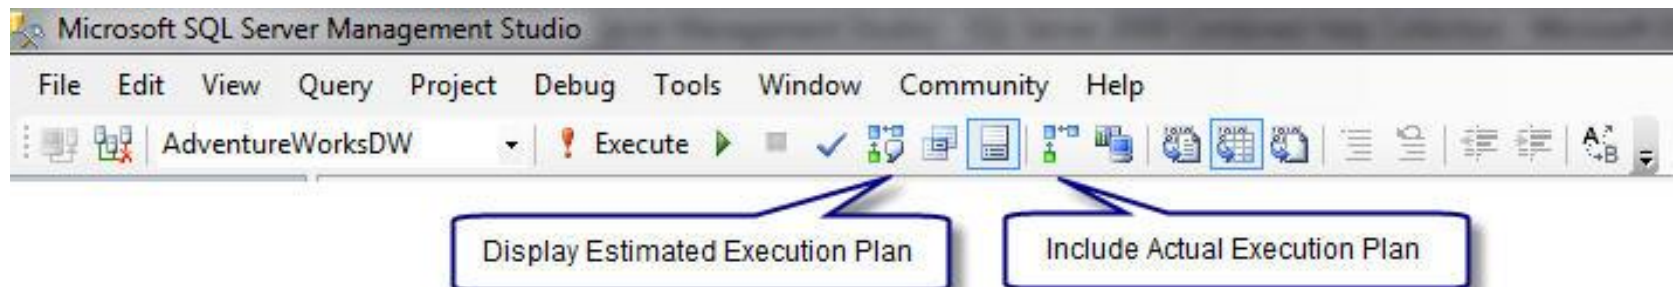 Microsoft SQL Server Management Studio
File Edit View Query Project Debug Tools Window Community Help
AdventureWorksDW Execute
Display Estimated Execution Plan
Include Actual Execution Plan